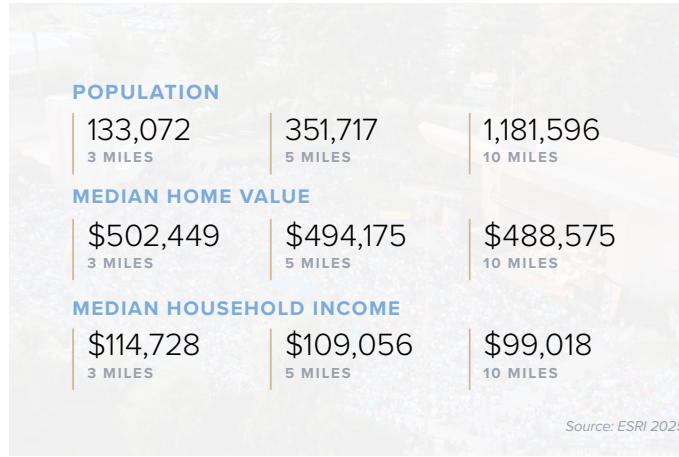 POPULATION
133,072 351,717 1,181,596
3 MILES 5 MILES 10 MILES
MEDIAN HOME VALUE
$502,449 $494,175 $488,575
3 MILES 5 MILES 10 MILES
MEDIAN HOUSEHOLD INCOME
$114,728 $109,056 $99,018
3 MILES 5 MILES 10 MILES
Source: ESRI 2025